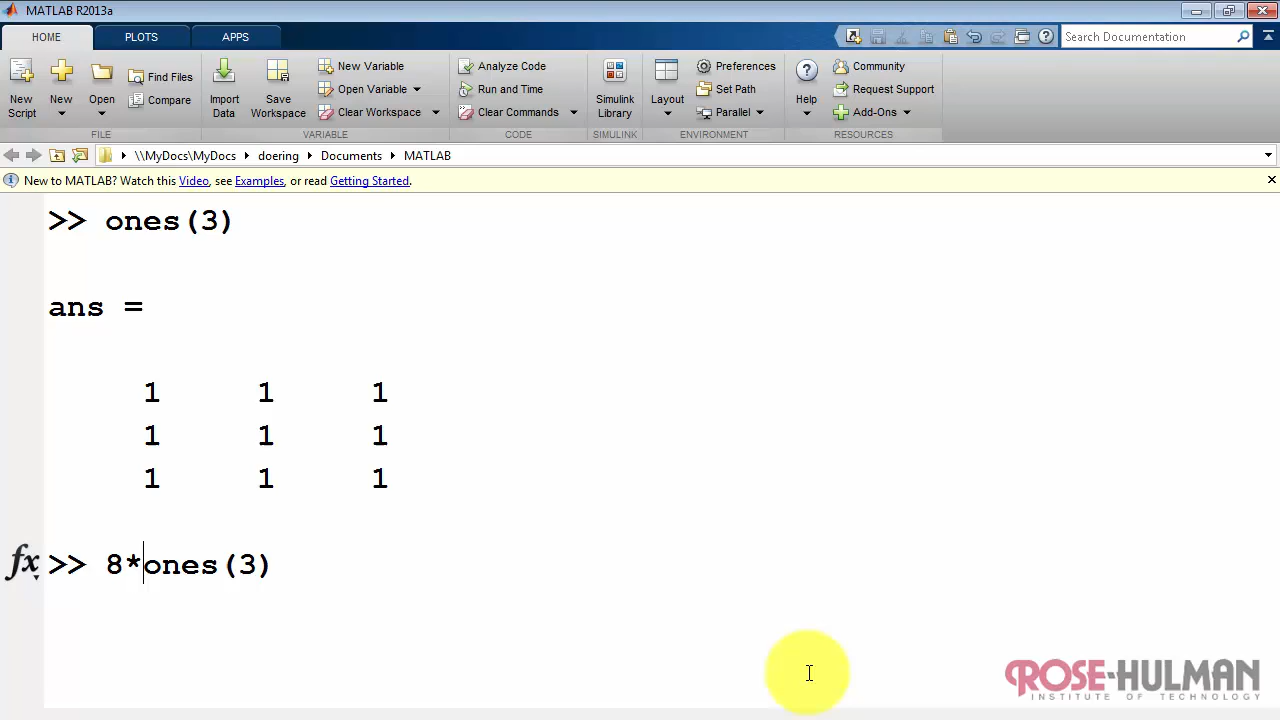 MATLAB R2013a
HOME PLOTS APPS Search Documentation
New Script New Open Find Files Compare Import Data Save Workspace New Variable Open Variable Clear Workspace Analyze Code Run and Time Clear Commands Simulink Library Layout Preferences Set Path Parallel Help Community Request Support Add-Ons
FILE VARIABLE CODE SIMULINK ENVIRONMENT RESOURCES
\\MyDocs\MyDocs doering Documents MATLAB
New to MATLAB? Watch this Video, see Examples, or read Getting Started.
>> ones(3)
ans =
1 1 1
1 1 1
1 1 1
fx >> 8*ones(3)
ROSE-HULMAN
INSTITUTE OF TECHNOLOGY